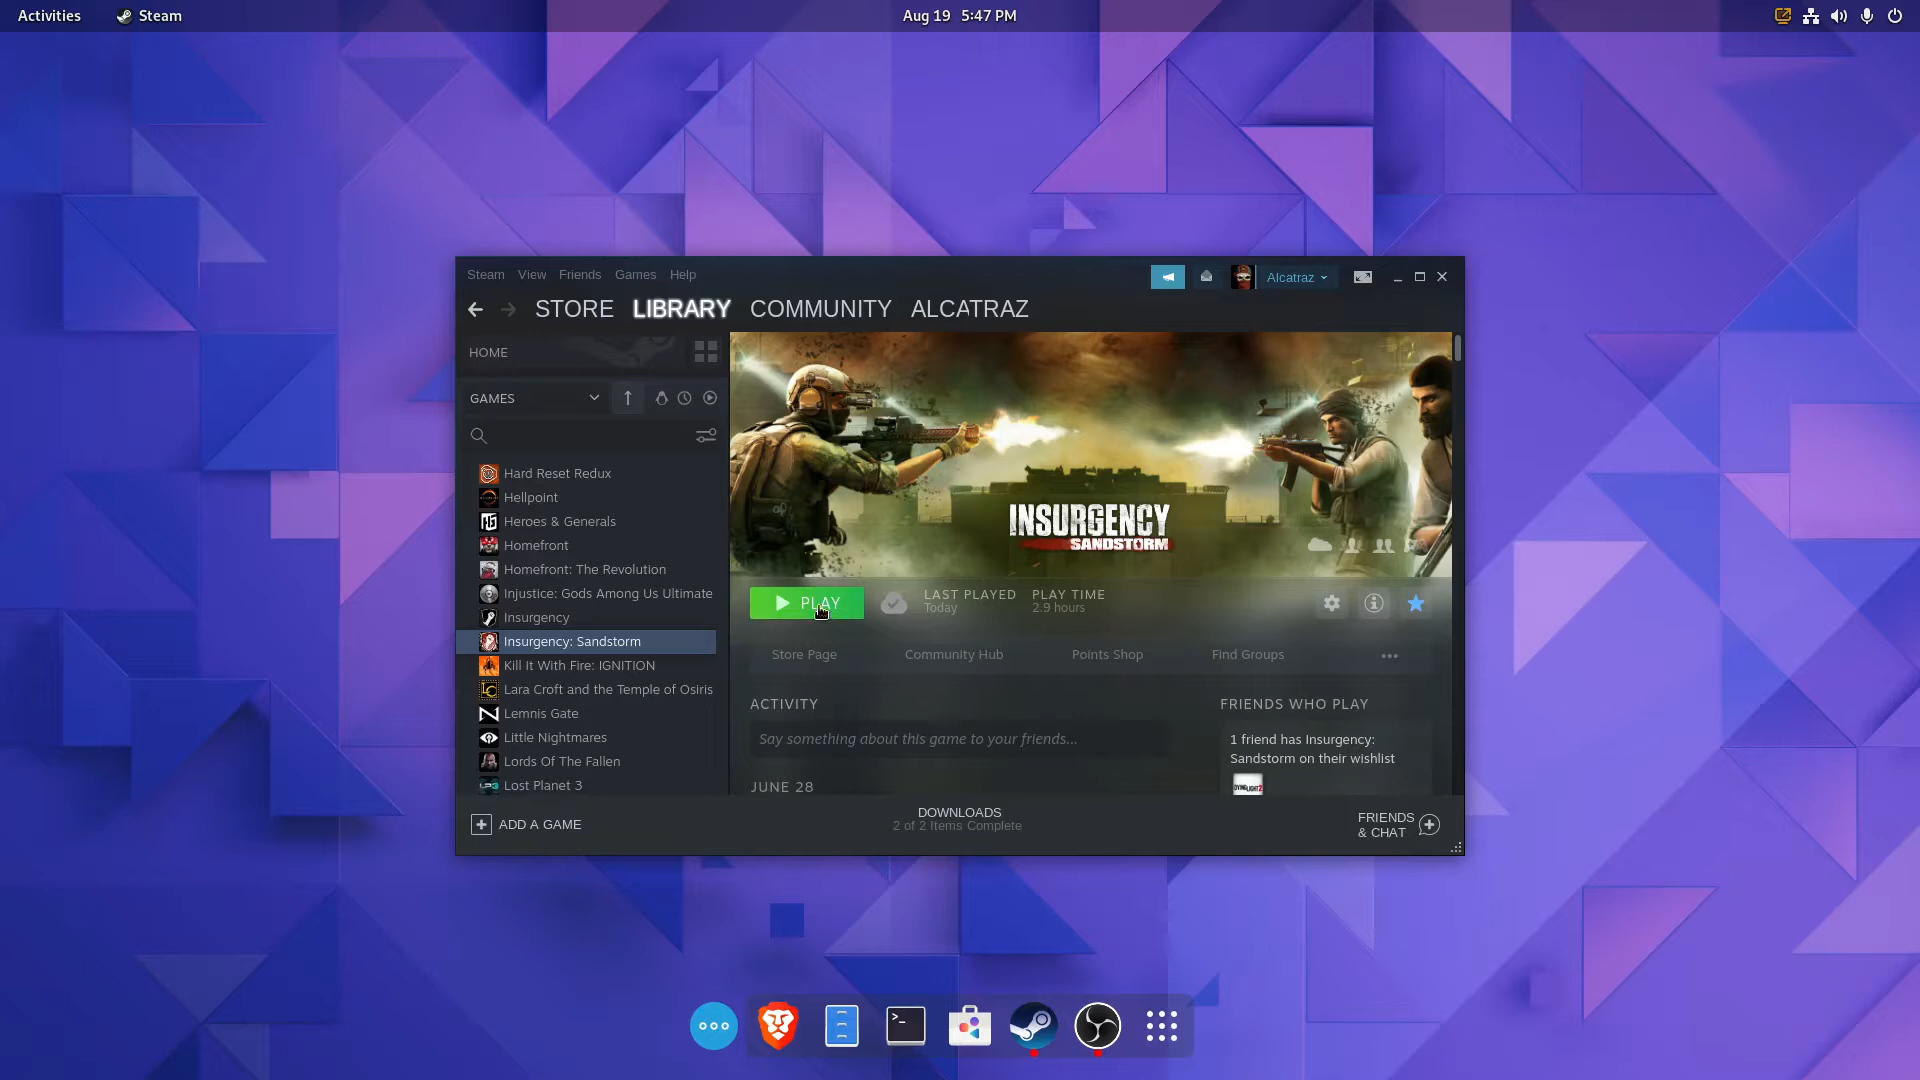 Activities
Steam
Aug 19 5:47 PM
Steam View Friends Games Help
Alcatraz
STORE LIBRARY COMMUNITY ALCATRAZ
HOME
GAMES
Hard Reset Redux
Hellpoint
Heroes & Generals
Homefront
Homefront: The Revolution
Injustice: Gods Among Us Ultimate
Insurgency
Insurgency: Sandstorm
Kill It With Fire: IGNITION
Lara Croft and the Temple of Osiris
Lemnis Gate
Little Nightmares
Lords Of The Fallen
Lost Planet 3
INSURGENCY
SANDSTORM
PLAY
LAST PLAYED
Today
PLAY TIME
2.9 hours
Store Page
Community Hub
Points Shop
Find Groups
ACTIVITY
Say something about this game to your friends...
JUNE 28
FRIENDS WHO PLAY
1 friend has Insurgency:
Sandstorm on their wishlist
ADD A GAME
DOWNLOADS
2 of 2 Items Complete
FRIENDS
& CHAT